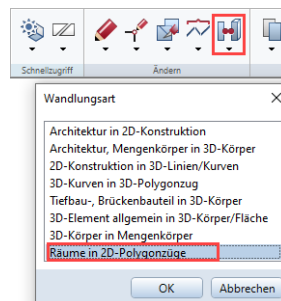 Schnellzugriff
Ändern
Wandlungsart
Architektur in 2D-Konstruktion
Architektur, Mengenkörper in 3D-Körper
2D-Konstruktion in 3D-Linien/Kurven
3D-Kurven in 3D-Polygonzug
Tiefbau-, Brückenbauteil in 3D-Körper
3D-Element allgemein in 3D-Körper/Fläche
3D-Körper in Mengenkörper
Räume in 2D-Polygonzüge
OK
Abbrechen